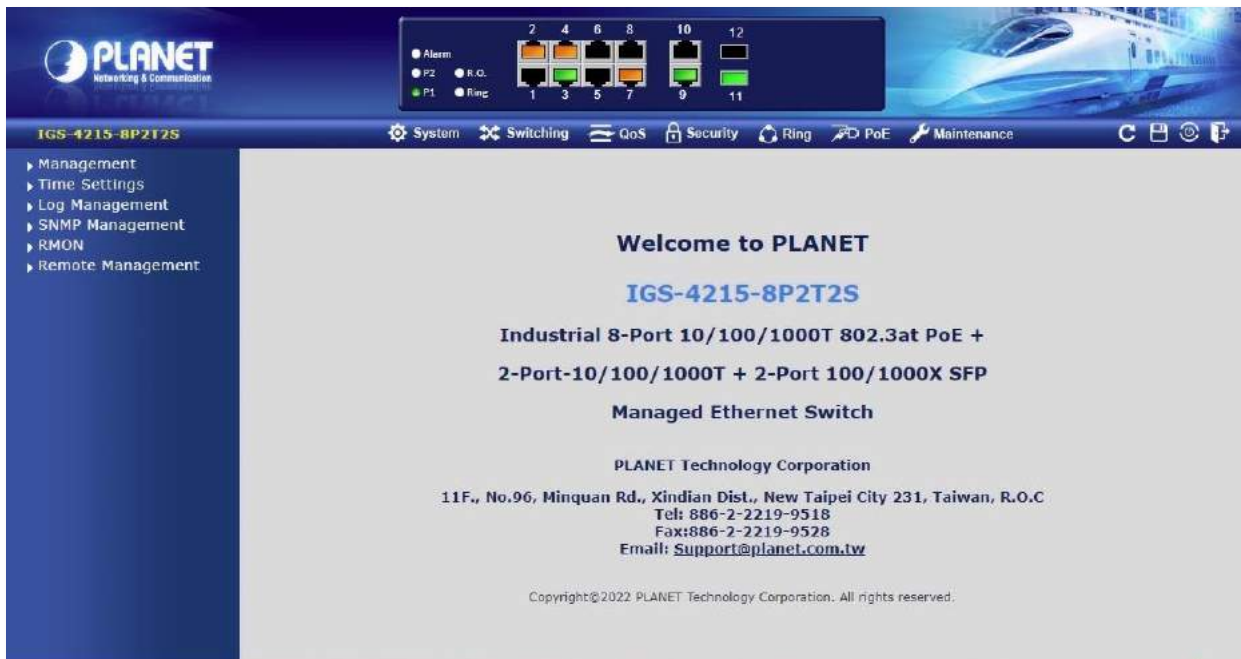 PLANET
Networking & Communication
2 4 6 8 10 12
Alarm
P2 R.O.
P1 Ring
1 3 5 7 9 11
IGS-4215-8P2T2S
System Switching QoS Security Ring PoE Maintenance
Management
Time Settings
Log Management
SNMP Management
RMON
Remote Management
Welcome to PLANET
IGS-4215-8P2T2S
Industrial 8-Port 10/100/1000T 802.3at PoE +
2-Port-10/100/1000T + 2-Port 100/1000X SFP
Managed Ethernet Switch
PLANET Technology Corporation
11F., No.96, Minquan Rd., Xindian Dist., New Taipei City 231, Taiwan, R.O.C
Tel: 886-2-2219-9518
Fax:886-2-2219-9528
Email: Support@planet.com.tw
Copyright©2022 PLANET Technology Corporation. All rights reserved.